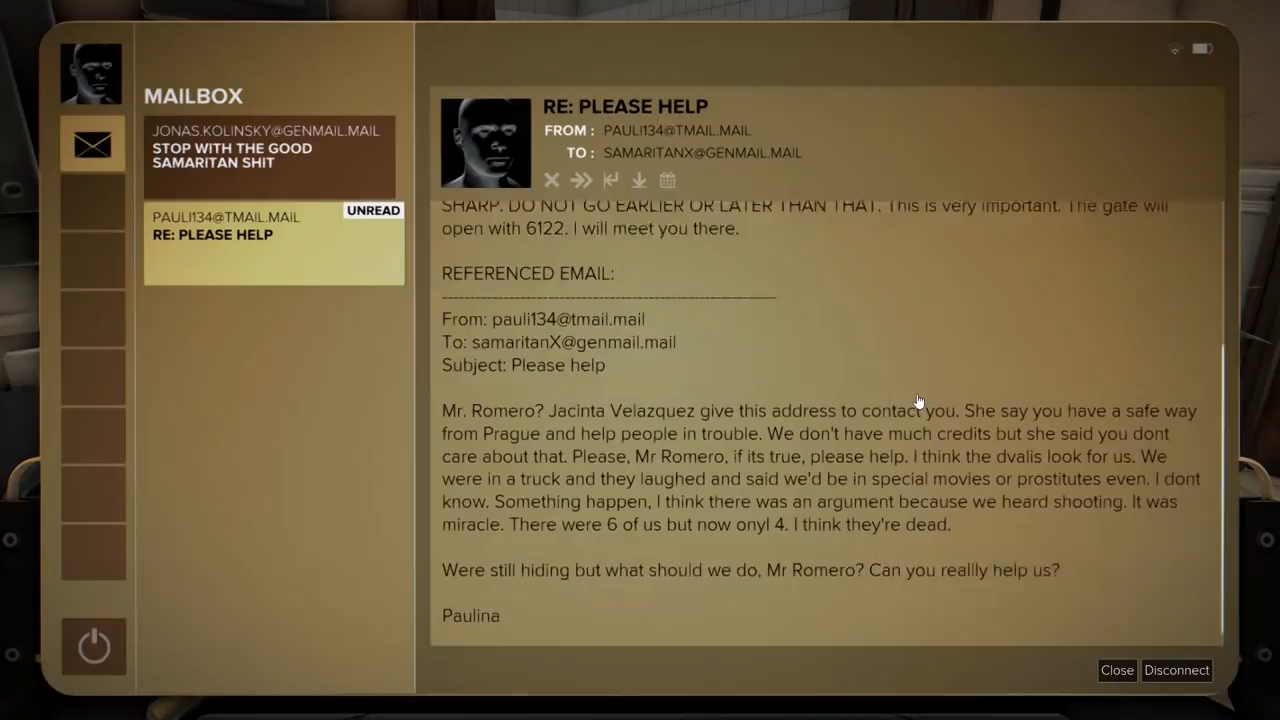 MAILBOX
JONAS.KOLINSKY@GENMAIL.MAIL
STOP WITH THE GOOD
SAMARITAN SHIT
UNREAD
PAULI134@TMAIL.MAIL
RE: PLEASE HELP
RE: PLEASE HELP
FROM : PAULI134@TMAIL.MAIL
TO : SAMARITANX@GENMAIL.MAIL
SHARP. DO NOT GO EARLIER OR LATER THAN THAT. This is very important. The gate will
open with 6122. I will meet you there.
REFERENCED EMAIL:
------------------------------------------------------------
From: pauli134@tmail.mail
To: samaritanX@genmail.mail
Subject: Please help
Mr. Romero? Jacinta Velazquez give this address to contact you. She say you have a safe way
from Prague and help people in trouble. We don't have much credits but she said you dont
care about that. Please, Mr Romero, if its true, please help. I think the dvalis look for us. We
were in a truck and they laughed and said we'd be in special movies or prostitutes even. I dont
know. Something happen, I think there was an argument because we heard shooting. It was
miracle. There were 6 of us but now onyl 4. I think they're dead.
Were still hiding but what should we do, Mr Romero? Can you reallly help us?
Paulina
Close
Disconnect